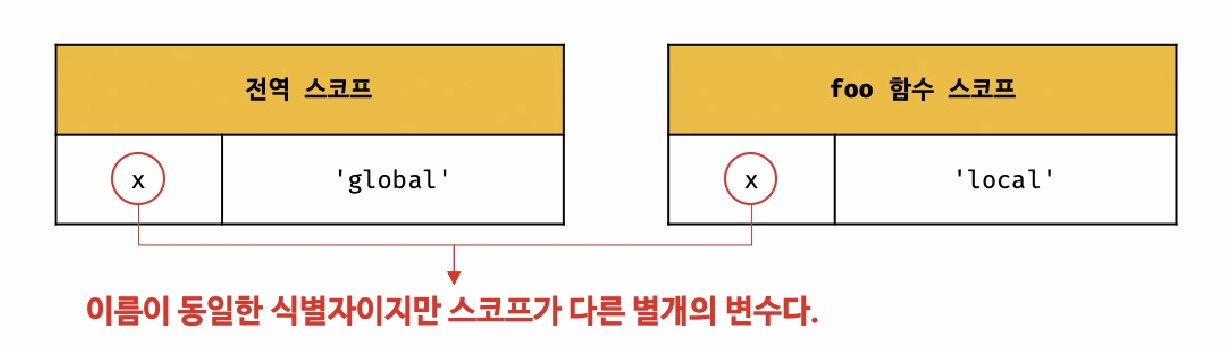 전역 스코프
foo 함수 스코프
x
'global'
x
'local'
이름이 동일한 식별자이지만 스코프가 다른 별개의 변수다.